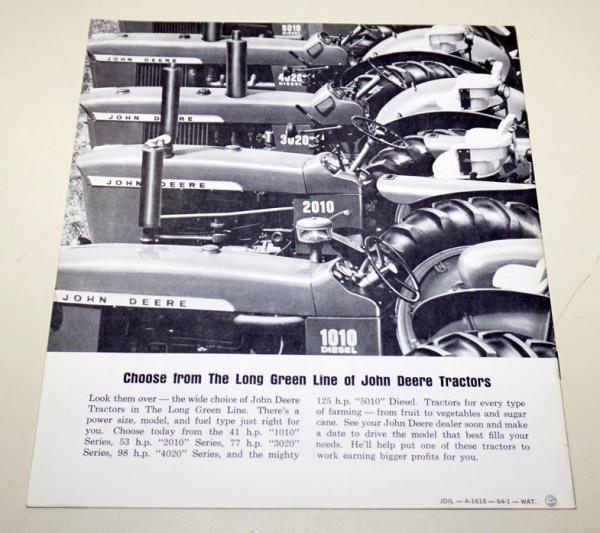 5010
DIESEL
JOHN DEERE
4020
DIESEL
JOHN DEERE
3020
JOHN DEERE
2010
JOHN DEERE
1010
DIESEL
Choose from The Long Green Line of John Deere Tractors
Look them over — the wide choice of John Deere
Tractors in The Long Green Line. There's a
power size, model, and fuel type just right for
you. Choose today from the 41 h.p. "1010"
Series, 53 h.p. "2010" Series, 77 h.p. "3020"
Series, 98 h.p. "4020" Series, and the mighty
125 h.p. "5010" Diesel. Tractors for every type
of farming — from fruit to vegetables and sugar
cane. See your John Deere dealer soon and make
a date to drive the model that best fills your
needs. He'll help put one of these tractors to
work earning bigger profits for you.
JDIL — A-1615 — 64-1 — WAT.